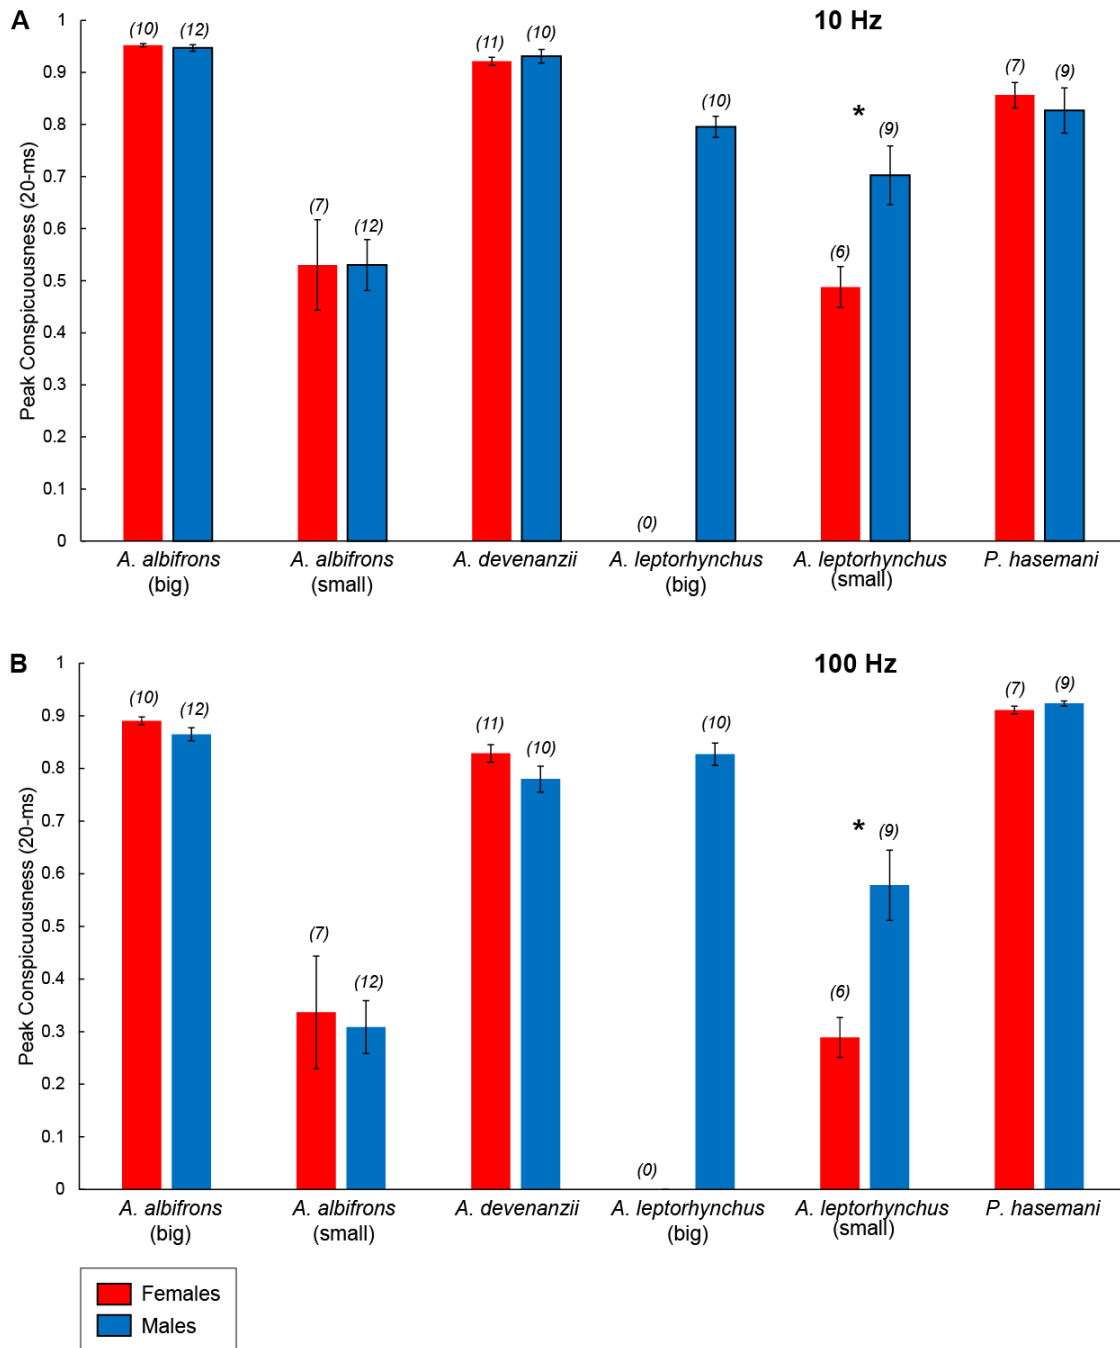 A
10 Hz
Peak Conspicuousness (20-ms)
1
0.9
0.8
0.7
0.6
0.5
0.4
0.3
0.2
0.1
0
(10) (12) (7) (12) (11) (10) (0) (10) (6) * (9) (7) (9)
A. albifrons A. albifrons A. devenanzii A. leptorhynchus A. leptorhynchus P. hasemani
(big) (small) (big) (small)
B
100 Hz
Peak Conspicuousness (20-ms)
1
0.9
0.8
0.7
0.6
0.5
0.4
0.3
0.2
0.1
0
(10) (12) (7) (12) (11) (10) (0) (10) (6) * (9) (7) (9)
A. albifrons A. albifrons A. devenanzii A. leptorhynchus A. leptorhynchus P. hasemani
(big) (small) (big) (small)
Females
Males